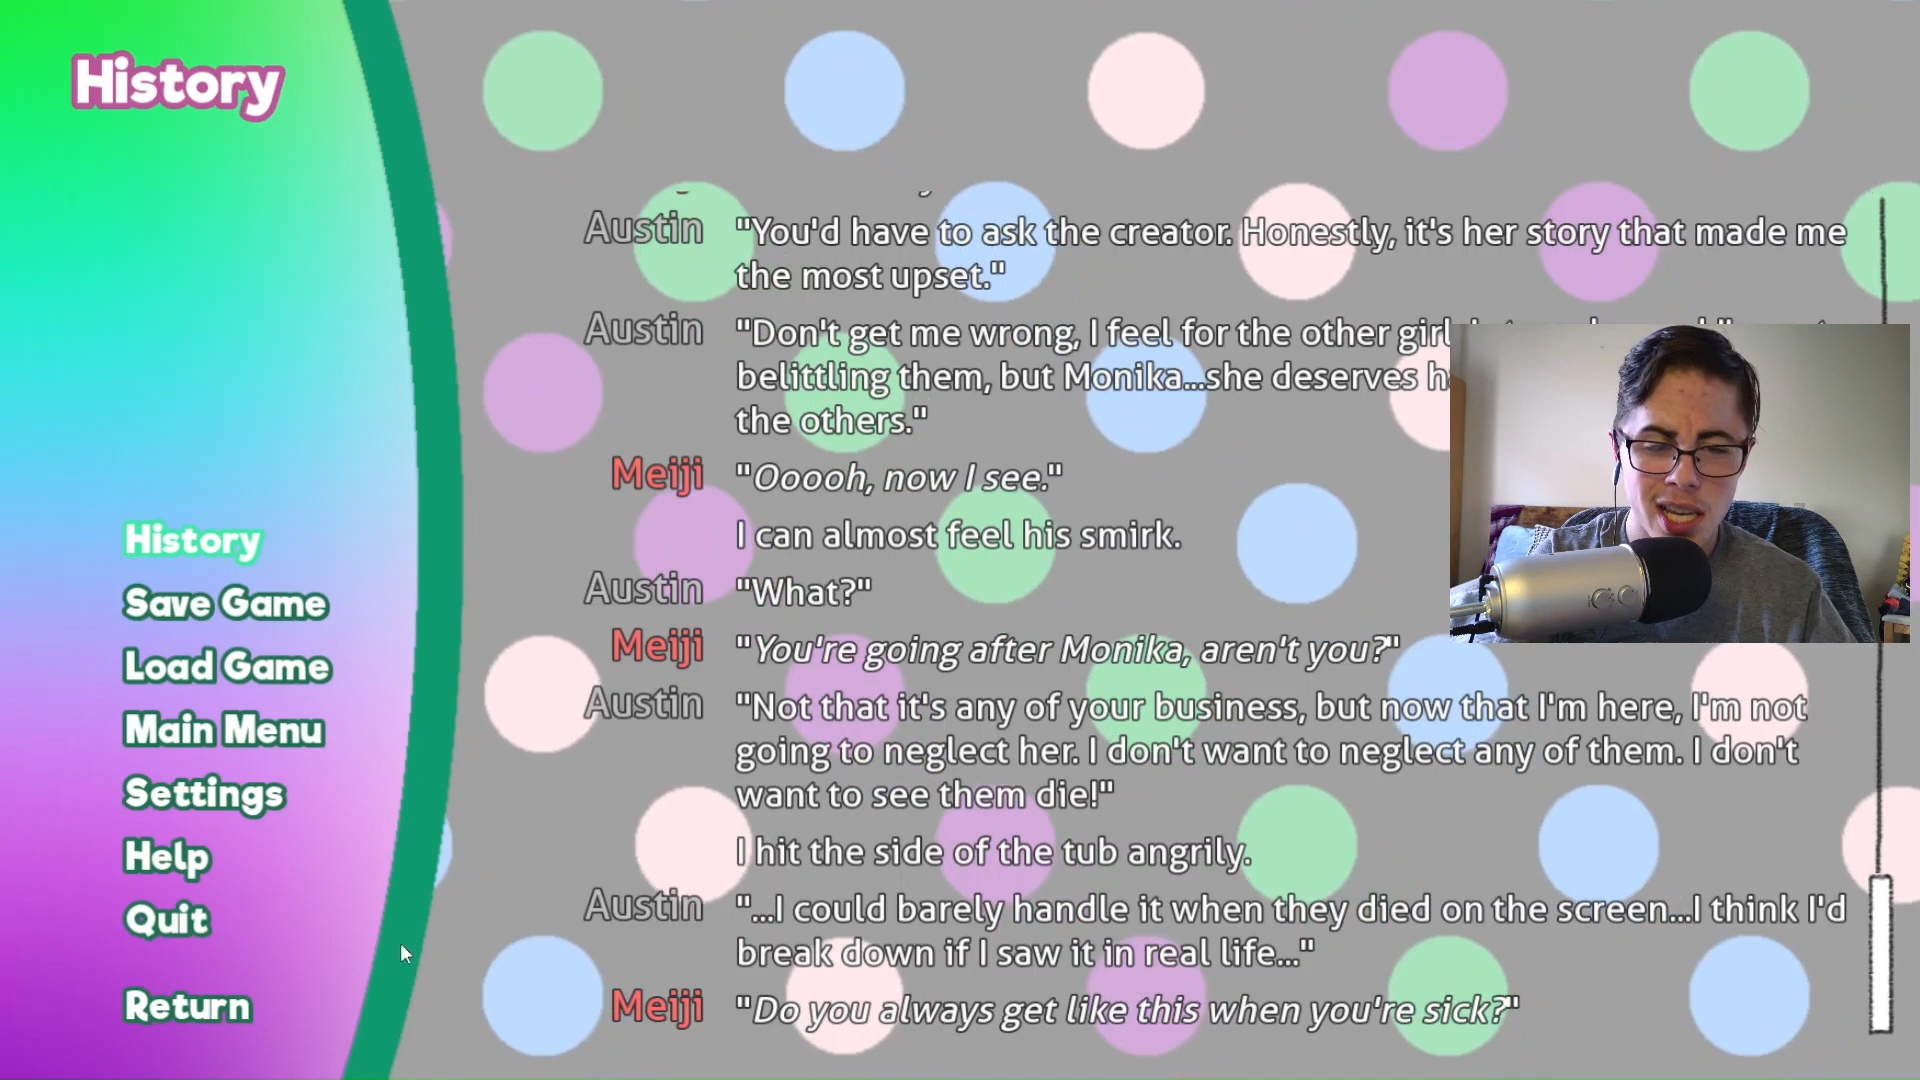 History
Austin "You'd have to ask the creator. Honestly, it's her story that made me
the most upset."
Austin "Don't get me wrong, I feel for the other girl
belittling them, but Monika...she deserves
the others."
Meiji "Ooooh, now I see."
I can almost feel his smirk.
Austin "What?"
Meiji "You're going after Monika, aren't you?"
Austin "Not that it's any of your business, but now that I'm here, I'm not
going to neglect her. I don't want to neglect any of them. I don't
want to see them die!"
I hit the side of the tub angrily.
Austin "...I could barely handle it when they died on the screen...I think I'd
break down if I saw it in real life..."
Meiji "Do you always get like this when you're sick?"
History
Save Game
Load Game
Main Menu
Settings
Help
Quit
Return